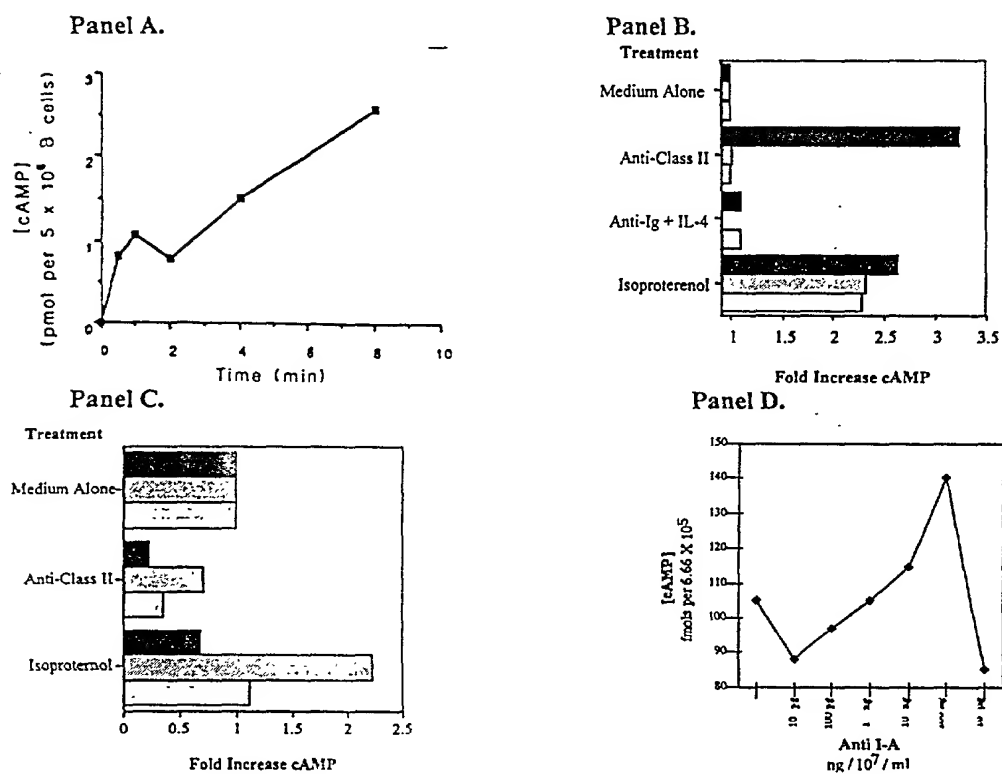 Panel A.
[cAMP]
(pmol per 5 x 10⁶ B cells)
3
2
1
0
0 2 4 6 8 10
Time (min)
Panel B.
Treatment
Medium Alone
Anti-Class II
Anti-Ig + IL-4
Isoproterenol
1 1.5 2 2.5 3 3.5
Fold Increase cAMP
Panel C.
Treatment
Medium Alone
Anti-Class II
Isoproternol
0 0.5 1 1.5 2 2.5
Fold Increase cAMP
Panel D.
[cAMP]
fmols per 6.66 X 10⁵
150
140
130
120
110
100
90
80
10
100
1
10
Anti I-A
ng / 10⁷ / ml